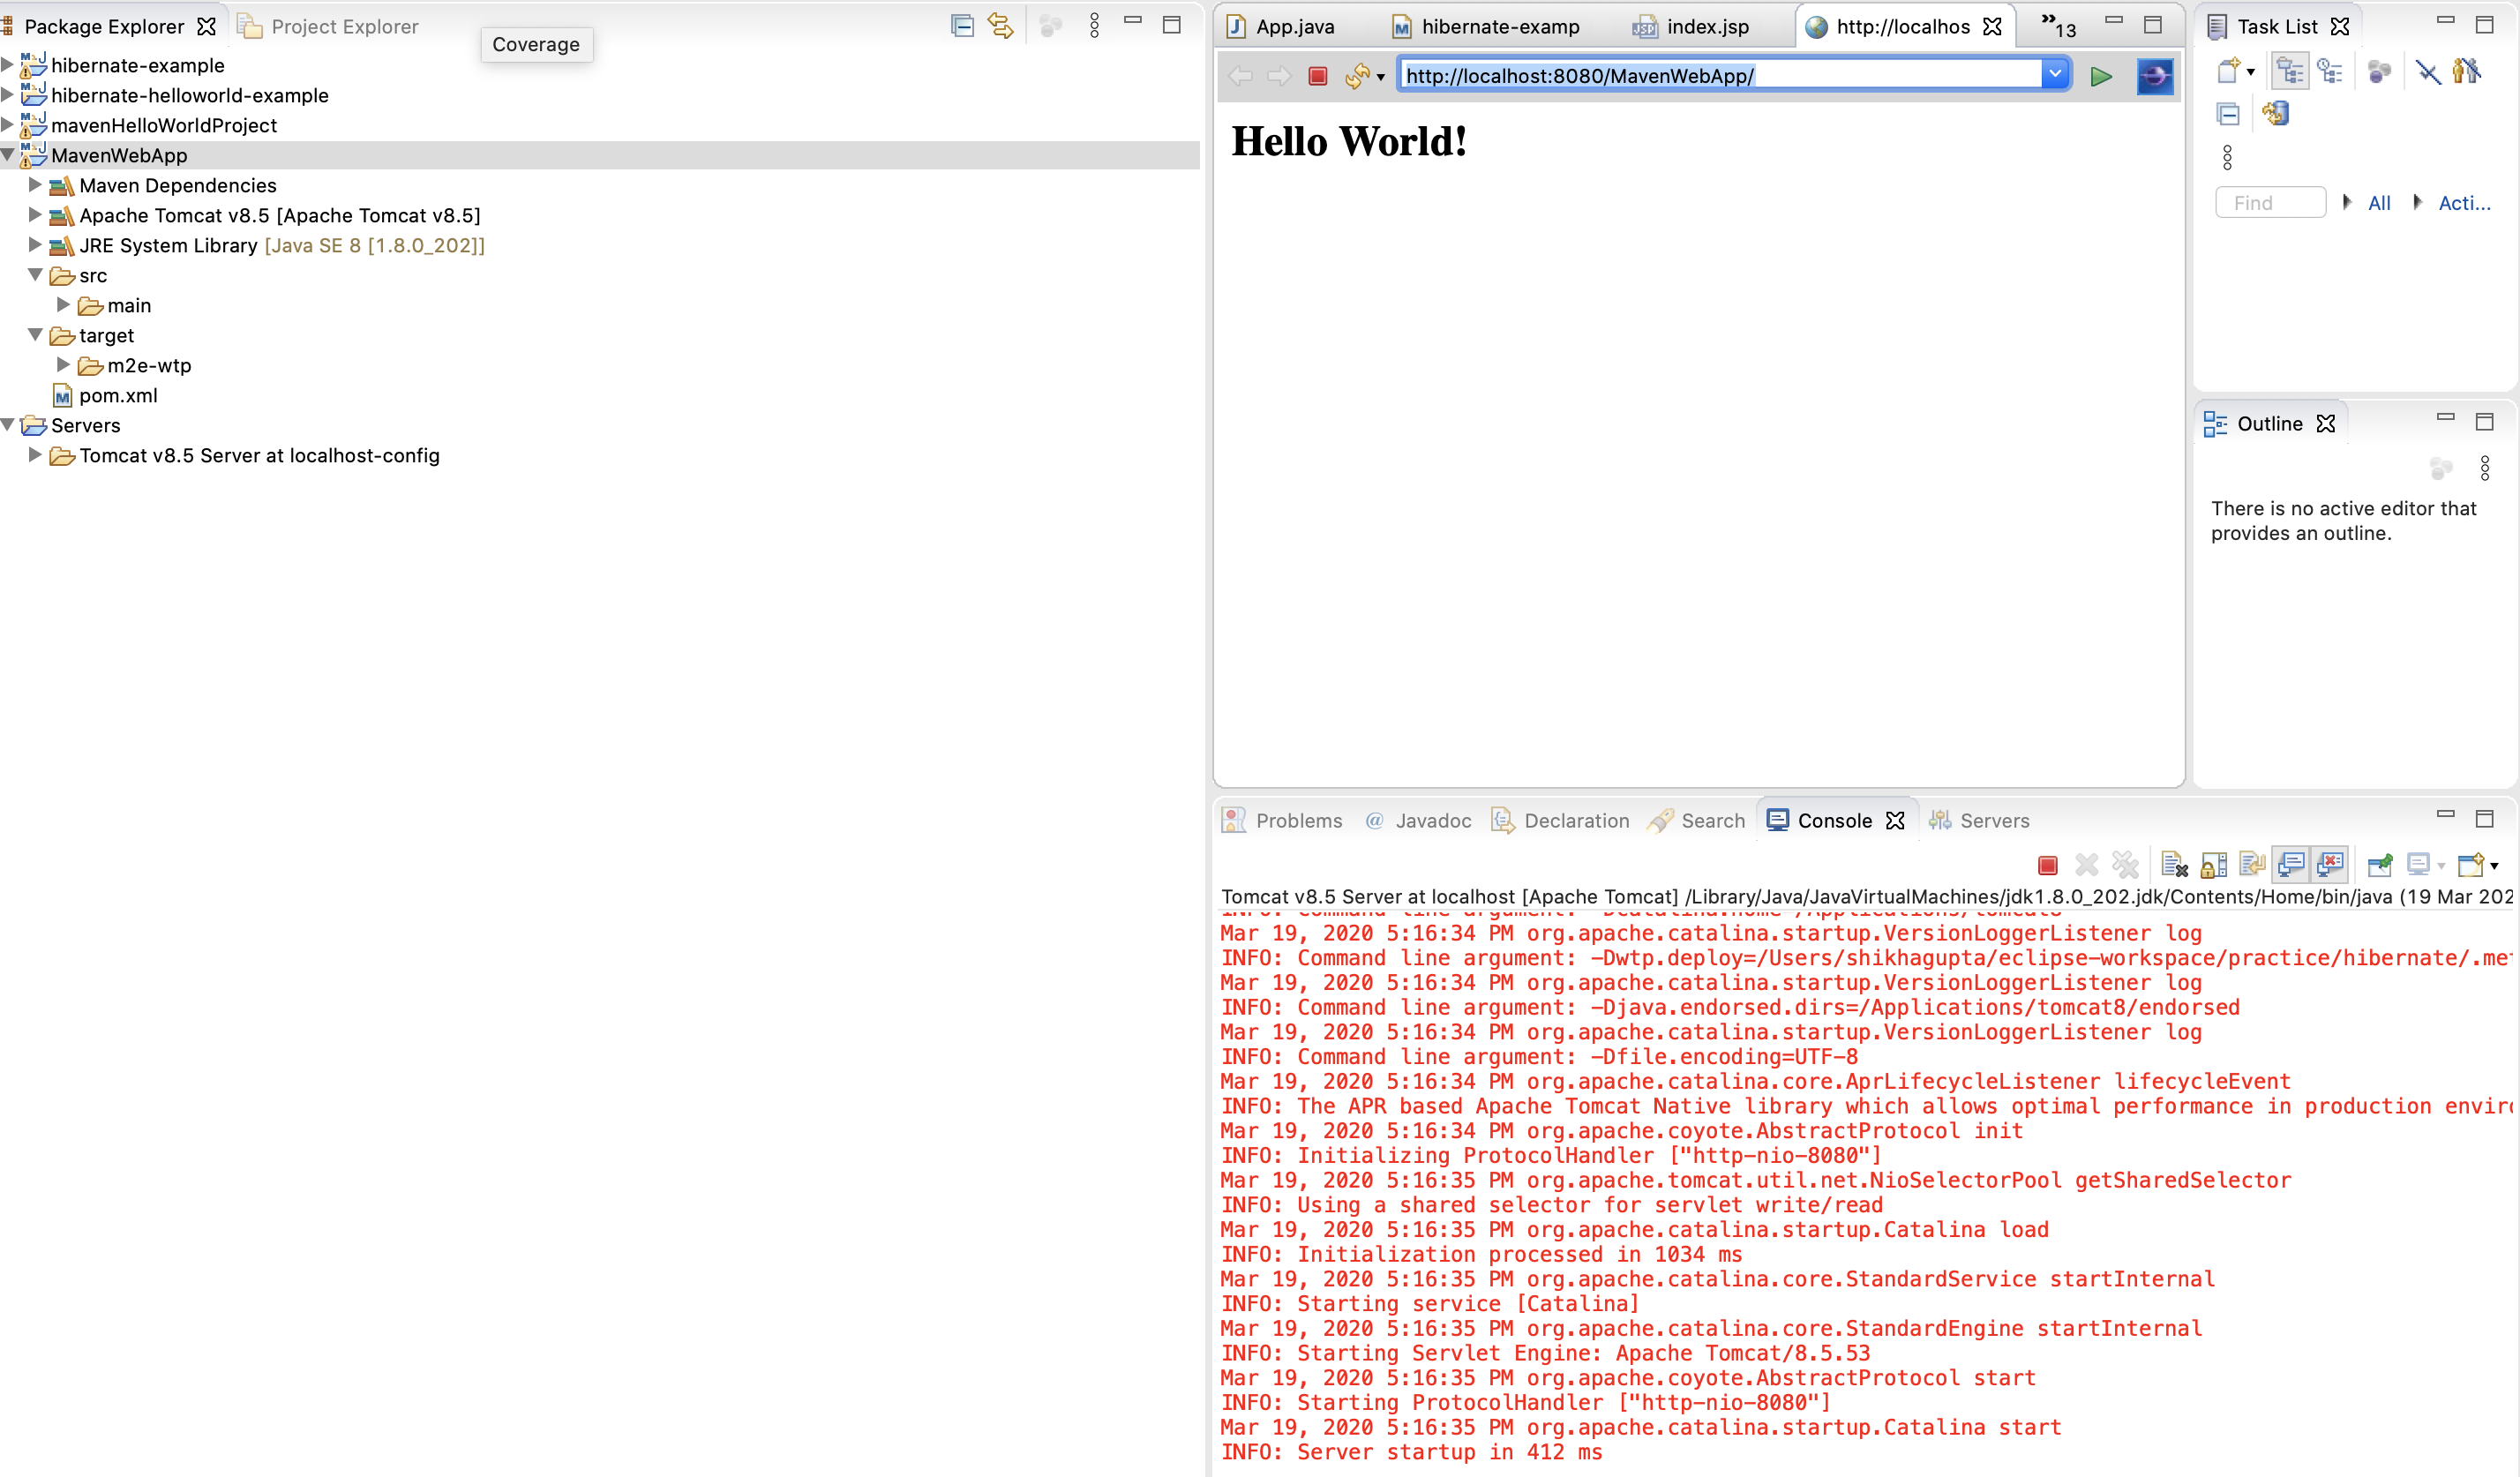 Package Explorer
Project Explorer
Coverage
hibernate-example
hibernate-helloworld-example
mavenHelloWorldProject
MavenWebApp
Maven Dependencies
Apache Tomcat v8.5 [Apache Tomcat v8.5]
JRE System Library [Java SE 8 [1.8.0_202]]
src
main
target
m2e-wtp
pom.xml
Servers
Tomcat v8.5 Server at localhost-config
App.java
hibernate-examp
index.jsp
http://localhos
»13
http://localhost:8080/MavenWebApp/
Hello World!
Task List
Find
All
Acti...
Outline
There is no active editor that
provides an outline.
Problems
@ Javadoc
Declaration
Search
Console
Servers
Tomcat v8.5 Server at localhost [Apache Tomcat] /Library/Java/JavaVirtualMachines/jdk1.8.0_202.jdk/Contents/Home/bin/java (19 Mar 202
INFO: Command line argument: -Dcatalina.home=/Applications/tomcat8
Mar 19, 2020 5:16:34 PM org.apache.catalina.startup.VersionLoggerListener log
INFO: Command line argument: -Dwtp.deploy=/Users/shikhagupta/eclipse-workspace/practice/hibernate/.met
Mar 19, 2020 5:16:34 PM org.apache.catalina.startup.VersionLoggerListener log
INFO: Command line argument: -Djava.endorsed.dirs=/Applications/tomcat8/endorsed
Mar 19, 2020 5:16:34 PM org.apache.catalina.startup.VersionLoggerListener log
INFO: Command line argument: -Dfile.encoding=UTF-8
Mar 19, 2020 5:16:34 PM org.apache.catalina.core.AprLifecycleListener lifecycleEvent
INFO: The APR based Apache Tomcat Native library which allows optimal performance in production enviro
Mar 19, 2020 5:16:34 PM org.apache.coyote.AbstractProtocol init
INFO: Initializing ProtocolHandler ["http-nio-8080"]
Mar 19, 2020 5:16:35 PM org.apache.tomcat.util.net.NioSelectorPool getSharedSelector
INFO: Using a shared selector for servlet write/read
Mar 19, 2020 5:16:35 PM org.apache.catalina.startup.Catalina load
INFO: Initialization processed in 1034 ms
Mar 19, 2020 5:16:35 PM org.apache.catalina.core.StandardService startInternal
INFO: Starting service [Catalina]
Mar 19, 2020 5:16:35 PM org.apache.catalina.core.StandardEngine startInternal
INFO: Starting Servlet Engine: Apache Tomcat/8.5.53
Mar 19, 2020 5:16:35 PM org.apache.coyote.AbstractProtocol start
INFO: Starting ProtocolHandler ["http-nio-8080"]
Mar 19, 2020 5:16:35 PM org.apache.catalina.startup.Catalina start
INFO: Server startup in 412 ms